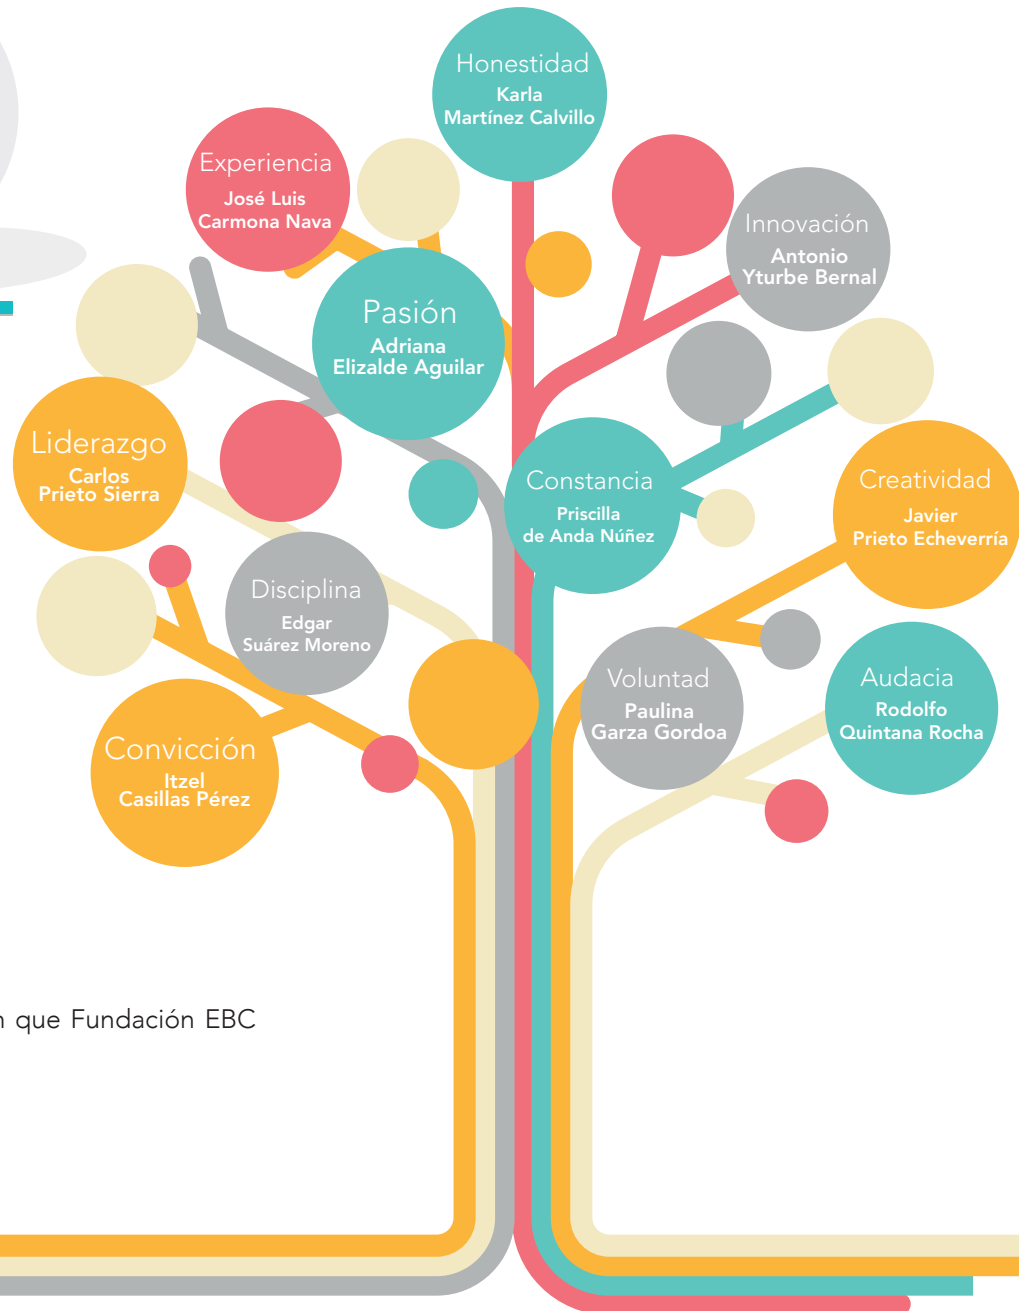 Honestidad
Karla
Martínez Calvillo
Experiencia
José Luis
Carmona Nava
Innovación
Antonio
Yturbe Bernal
Pasión
Adriana
Elizalde Aguilar
Liderazgo
Carlos
Prieto Sierra
Constancia
Priscilla
de Anda Núñez
Creatividad
Javier
Prieto Echeverría
Disciplina
Edgar
Suárez Moreno
Voluntad
Paulina
Garza Gordoa
Audacia
Rodolfo
Quintana Rocha
Convicción
Itzel
Casillas Pérez
que Fundación EBC